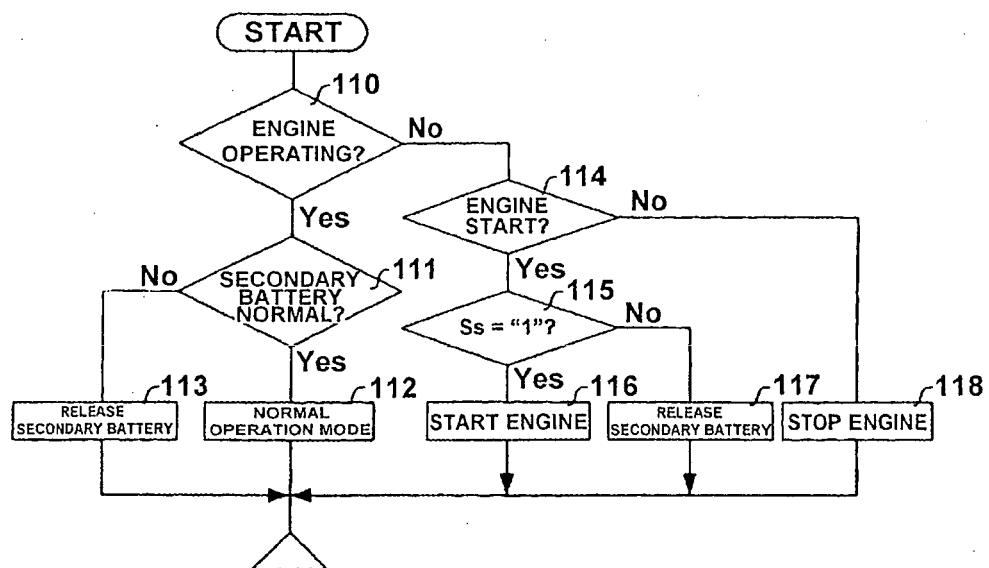 START
110
ENGINE
OPERATING?
No
Yes
114
ENGINE
START?
No
Yes
111
SECONDARY
BATTERY
NORMAL?
No
Yes
115
Ss = “1”?
No
Yes
113
RELEASE
SECONDARY BATTERY
112
NORMAL
OPERATION MODE
116
START ENGINE
117
RELEASE
SECONDARY BATTERY
118
STOP ENGINE